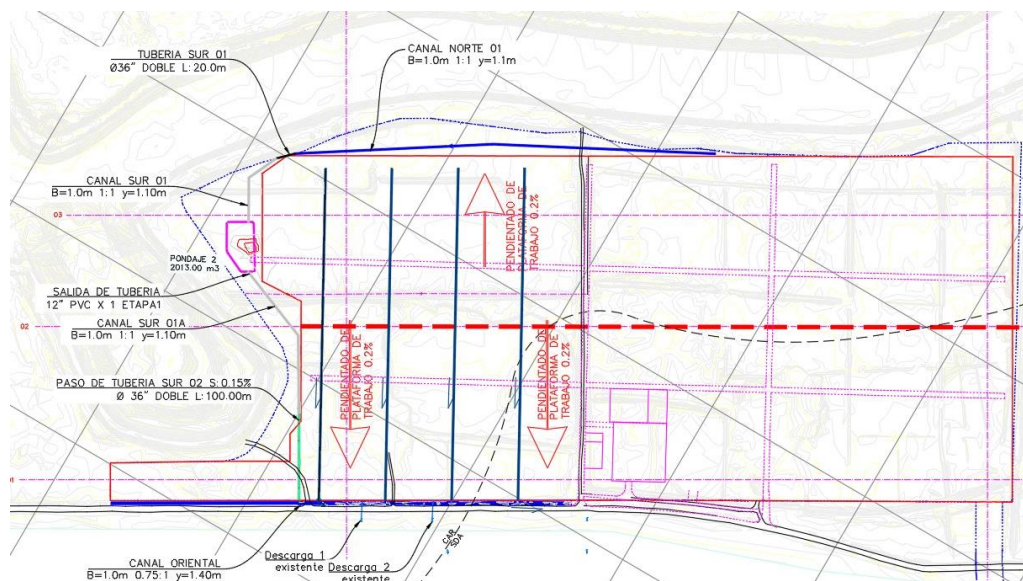 TUBERIA SUR 01
Ø36" DOBLE L: 20.0m
CANAL NORTE 01
B=1.0m 1:1 y=1.1m
CANAL SUR 01
B=1.0m 1:1 y=1.10m
03
PENDIENTADO DE
PLATAFORMA DE
TRABAJO 0.2%
PONDAJE 2
2013.00 m3
SALIDA DE TUBERIA
12" PVC X 1 ETAPA1
CANAL SUR 01A
B=1.0m 1:1 y=1.10m
02
PASO DE TUBERIA SUR 02 S: 0.15%
Ø 36" DOBLE L:100.00m
PENDIENTADO DE
PLATAFORMA DE
TRABAJO 0.2%
PENDIENTADO DE
PLATAFORMA DE
TRABAJO 0.2%
CANAL ORIENTAL
B=1.0m 0.75:1 y=1.40m
Descarga 1
existente
Descarga 2
existente